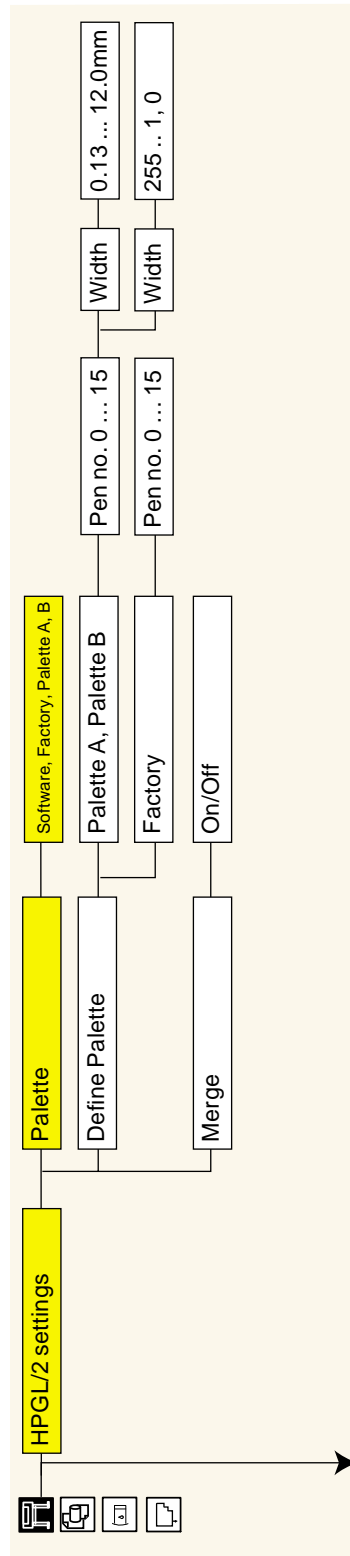 HPGL/2 settings
Palette
Software, Factory, Palette A, B
Define Palette
Palette A, Palette B
Pen no. 0 … 15
Width
0.13 ... 12.0mm
Factory
Pen no. 0 … 15
Width
255 .. 1, 0
Merge
On/Off